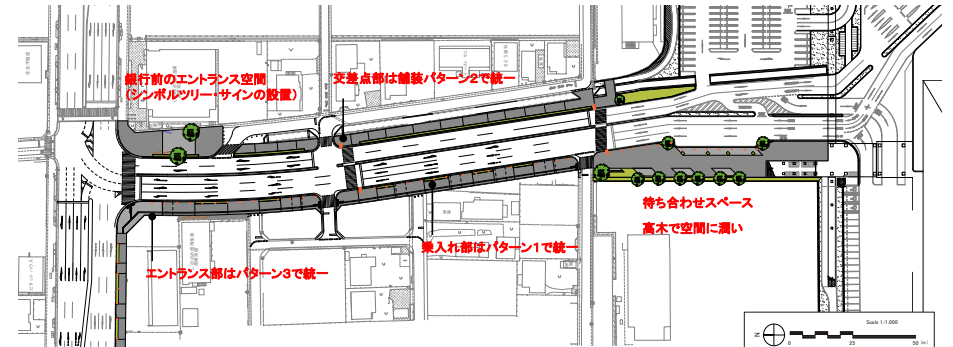 銀行前のエントランス空間
（シンボルツリー・サインの設置）
交差点部は舗装パターン2で統一
待ち合わせスペース
高木で空間に潤い
乗入れ部はパターン1で統一
エントランス部はパターン3で統一
Scale 1/1,000
N
0 25 50 (m)